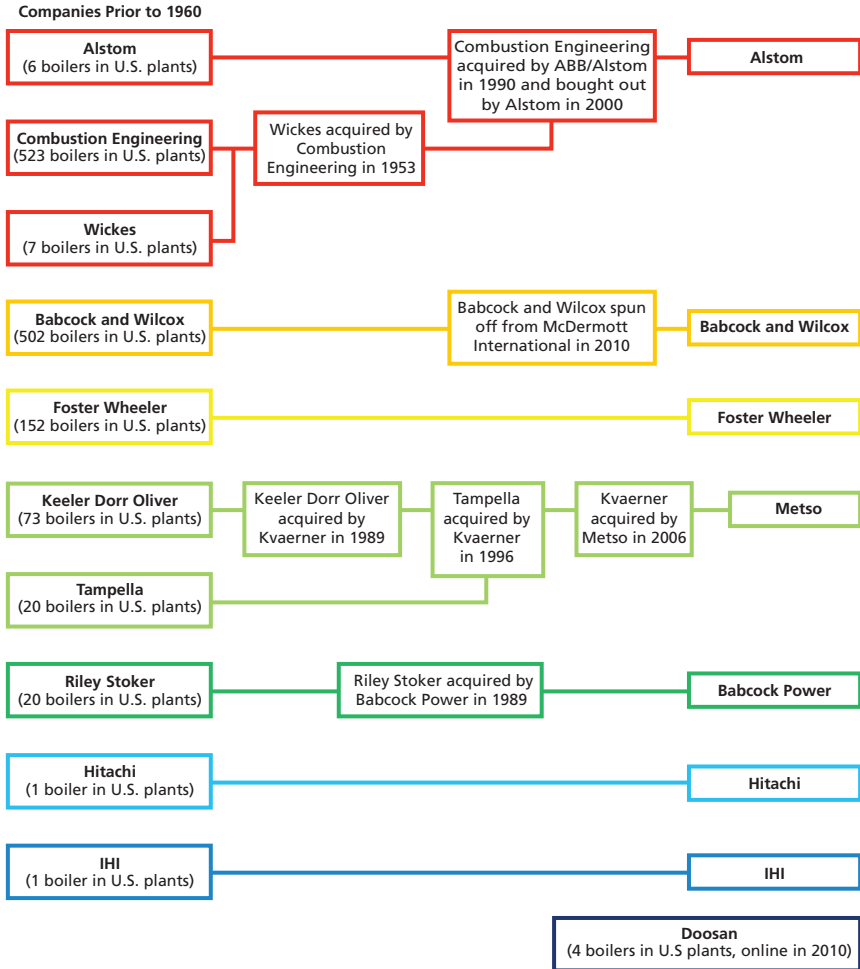 Companies Prior to 1960
Alstom
(6 boilers in U.S. plants)
Combustion Engineering
acquired by ABB/Alstom
in 1990 and bought out
by Alstom in 2000
Alstom
Combustion Engineering
(523 boilers in U.S. plants)
Wickes acquired by
Combustion
Engineering in 1953
Wickes
(7 boilers in U.S. plants)
Babcock and Wilcox
(502 boilers in U.S. plants)
Babcock and Wilcox spun
off from McDermott
International in 2010
Babcock and Wilcox
Foster Wheeler
(152 boilers in U.S. plants)
Foster Wheeler
Keeler Dorr Oliver
(73 boilers in U.S. plants)
Keeler Dorr Oliver
acquired by
Kvaerner in 1989
Tampella
acquired by
Kvaerner
in 1996
Kvaerner
acquired by
Metso in 2006
Metso
Tampella
(20 boilers in U.S. plants)
Riley Stoker
(20 boilers in U.S. plants)
Riley Stoker acquired by
Babcock Power in 1989
Babcock Power
Hitachi
(1 boiler in U.S. plants)
Hitachi
IHI
(1 boiler in U.S. plants)
IHI
Doosan
(4 boilers in U.S plants, online in 2010)